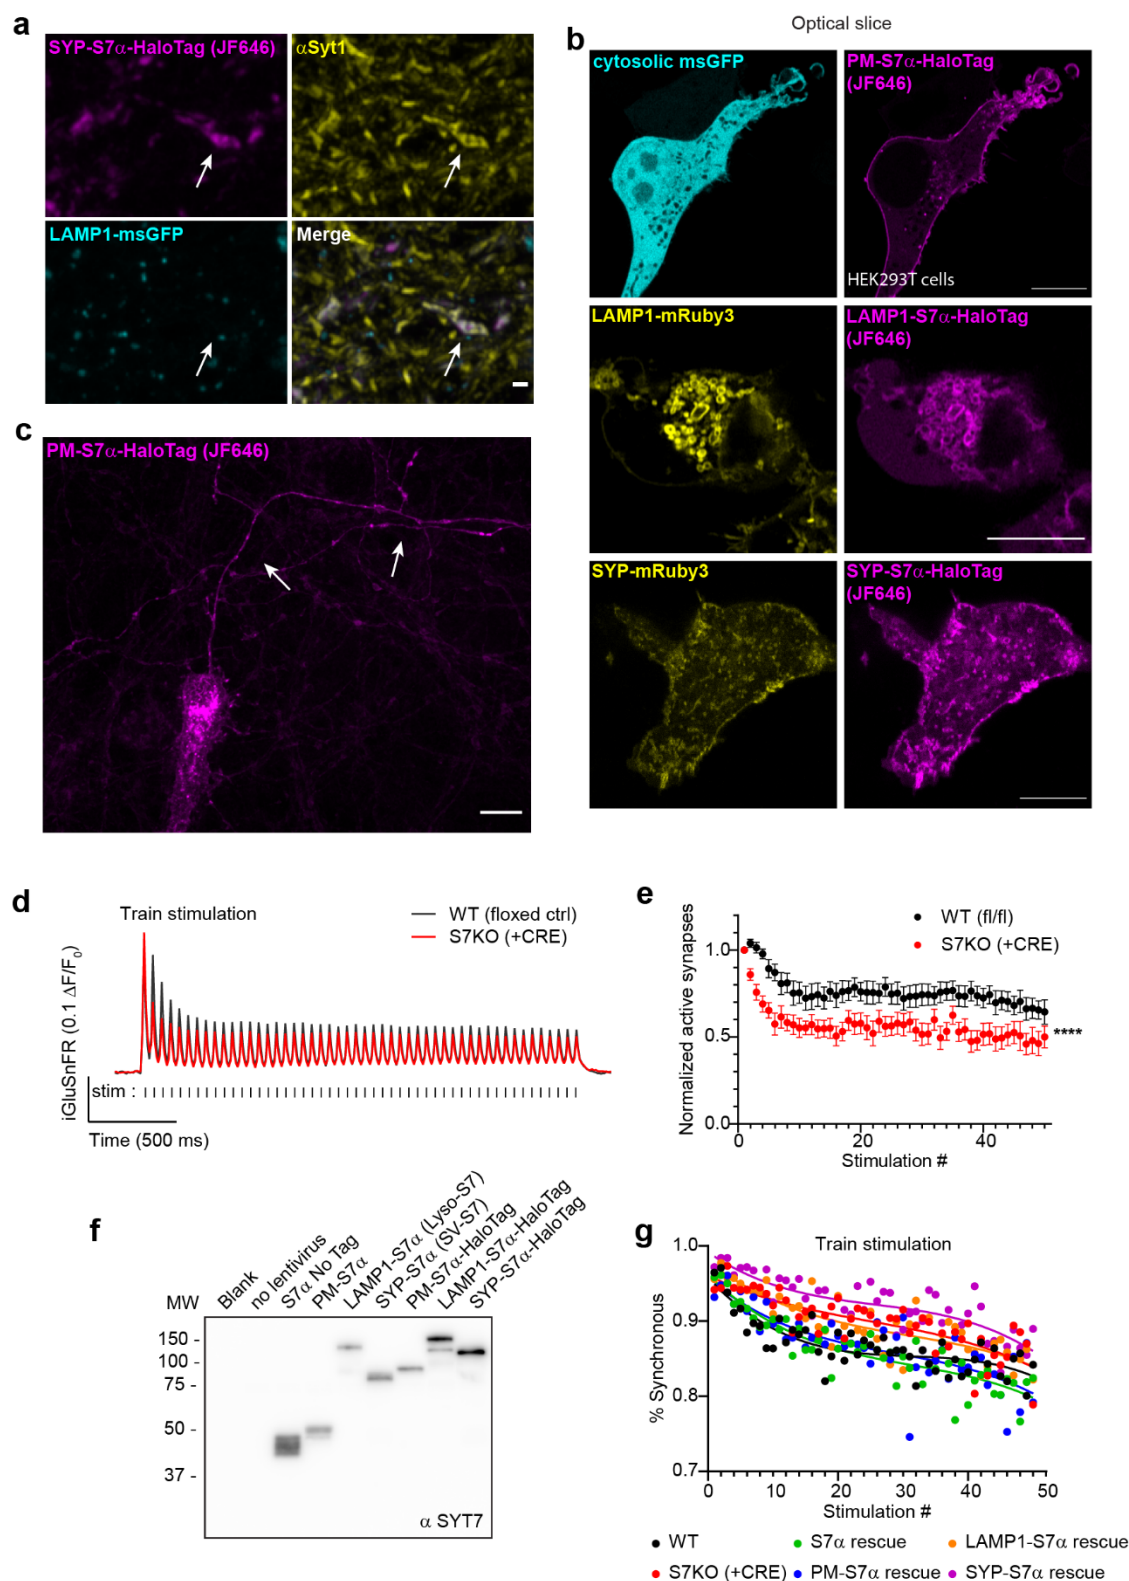 a
SYP-S7α-HaloTag (JF646)
αSyt1
LAMP1-msGFP
Merge
Optical slice
b
cytosolic msGFP
PM-S7α-HaloTag
(JF646)
HEK293T cells
LAMP1-mRuby3
LAMP1-S7α-HaloTag
(JF646)
SYP-mRuby3
SYP-S7α-HaloTag
(JF646)
c
PM-S7α-HaloTag (JF646)
d
Train stimulation
WT (floxed ctrl)
S7KO (+CRE)
iGluSnFR (0.1 ΔF/F0)
stim :
Time (500 ms)
e
WT (fl/fl)
S7KO (+CRE)
Normalized active synapses
1.0
0.5
0.0
0
20
40
Stimulation #
****
f
Blank
no lentivirus
S7α No Tag
PM-S7α
LAMP1-S7α (Lyso-S7)
SYP-S7α (SV-S7)
PM-S7α-HaloTag
LAMP1-S7α-HaloTag
SYP-S7α-HaloTag
MW
150 -
100 -
75 -
50 -
37 -
α SYT7
g
Train stimulation
% Synchronous
1.0
0.9
0.8
0.7
0 10 20 30 40 50
Stimulation #
WT
S7α rescue
LAMP1-S7α rescue
S7KO (+CRE)
PM-S7α rescue
SYP-S7α rescue